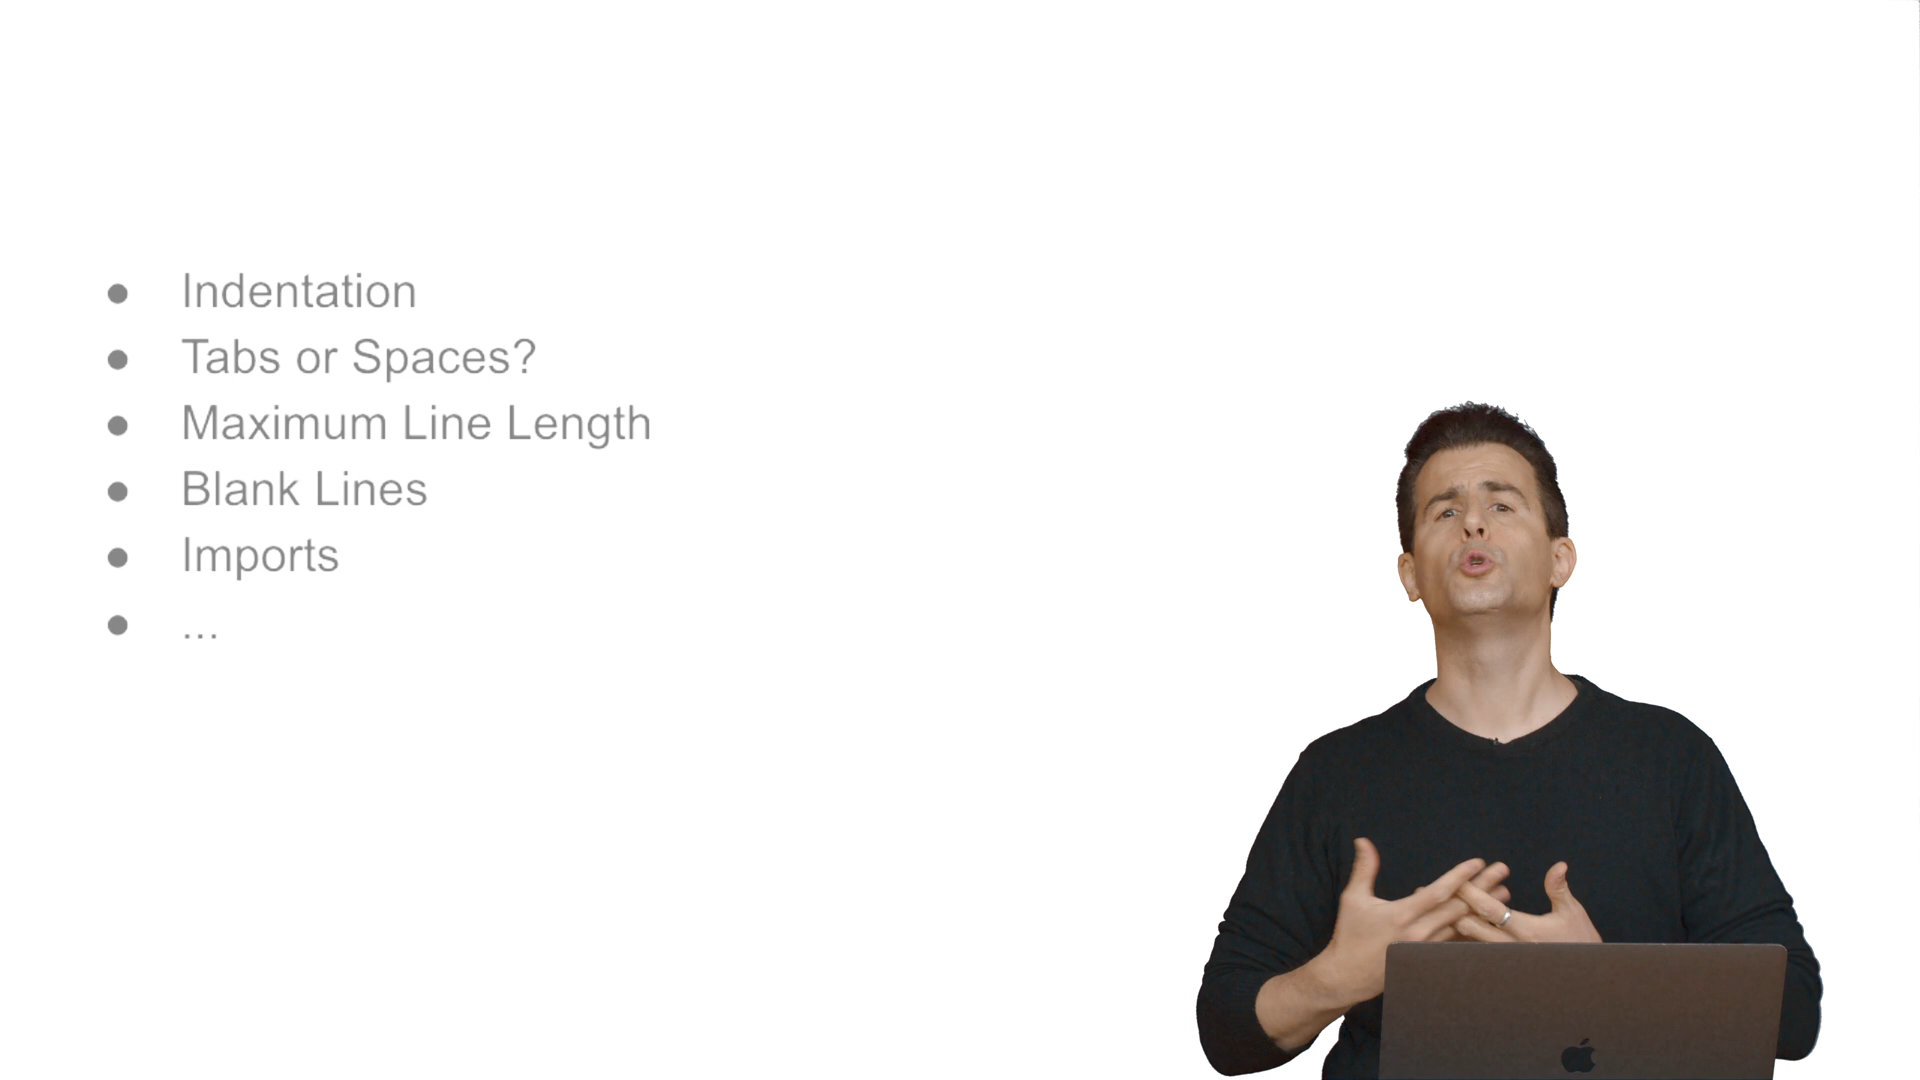 ● Indentation
● Tabs or Spaces?
● Maximum Line Length
● Blank Lines
● Imports
● ...